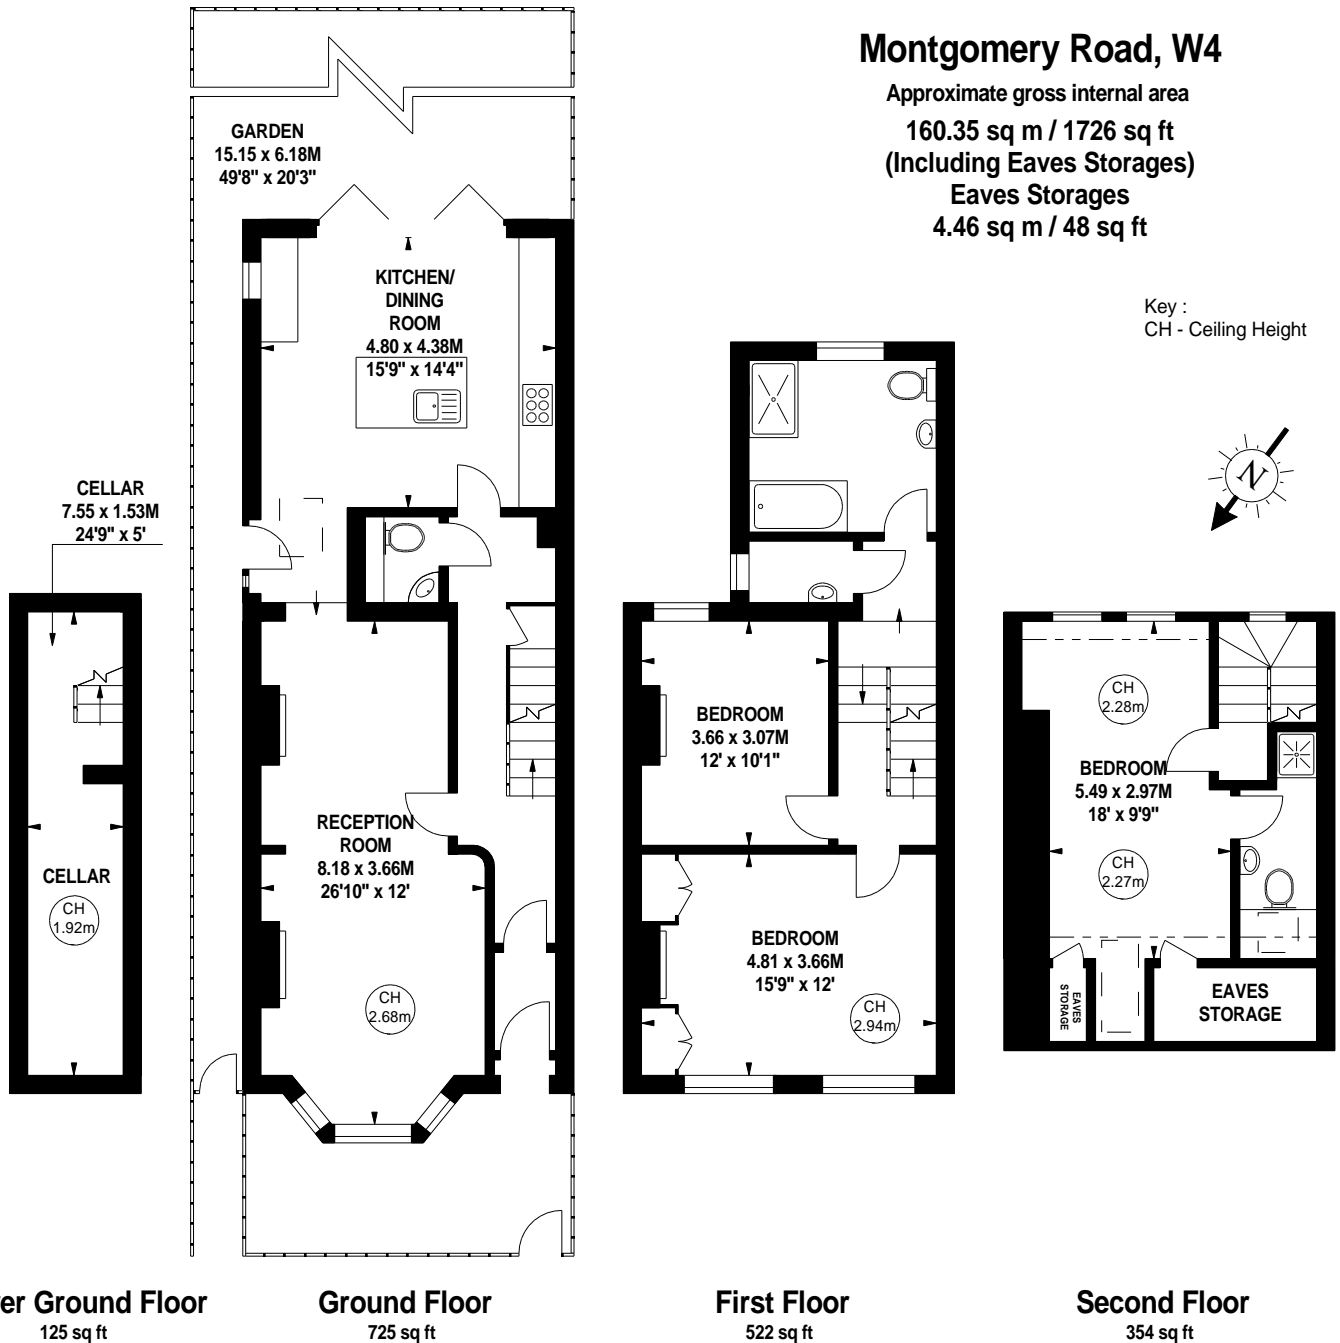 Montgomery Road, W4
Approximate gross internal area
160.35 sq m / 1726 sq ft
(Including Eaves Storages)
Eaves Storages
4.46 sq m / 48 sq ft
Key :
CH - Ceiling Height
N
GARDEN
15.15 x 6.18M
49'8" x 20'3"
KITCHEN/
DINING
ROOM
4.80 x 4.38M
15'9" x 14'4"
CELLAR
7.55 x 1.53M
24'9" x 5'
CELLAR
CH
1.92m
RECEPTION
ROOM
8.18 x 3.66M
26'10" x 12'
CH
2.68m
BEDROOM
3.66 x 3.07M
12' x 10'1"
BEDROOM
4.81 x 3.66M
15'9" x 12'
CH
2.94m
CH
2.28m
BEDROOM
5.49 x 2.97M
18' x 9'9"
CH
2.27m
EAVES
STORAGE
EAVES
STORAGE
er Ground Floor
125 sq ft
Ground Floor
725 sq ft
First Floor
522 sq ft
Second Floor
354 sq ft